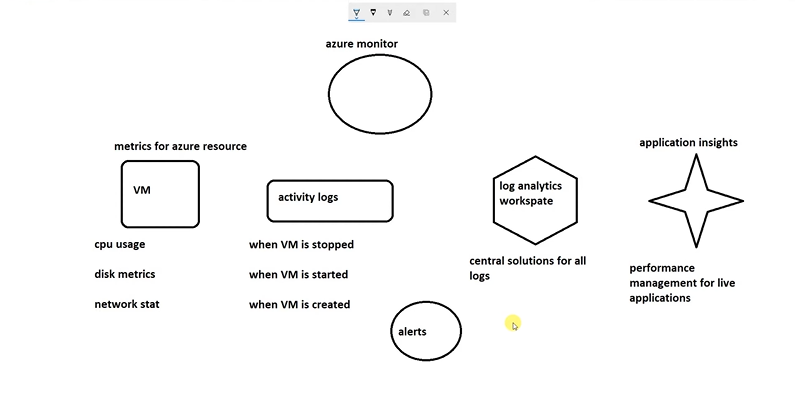 azure monitor
metrics for azure resource
VM
cpu usage
disk metrics
network stat
activity logs
when VM is stopped
when VM is started
when VM is created
log analytics
workspate
central solutions for all
logs
application insights
performance
management for live
applications
alerts